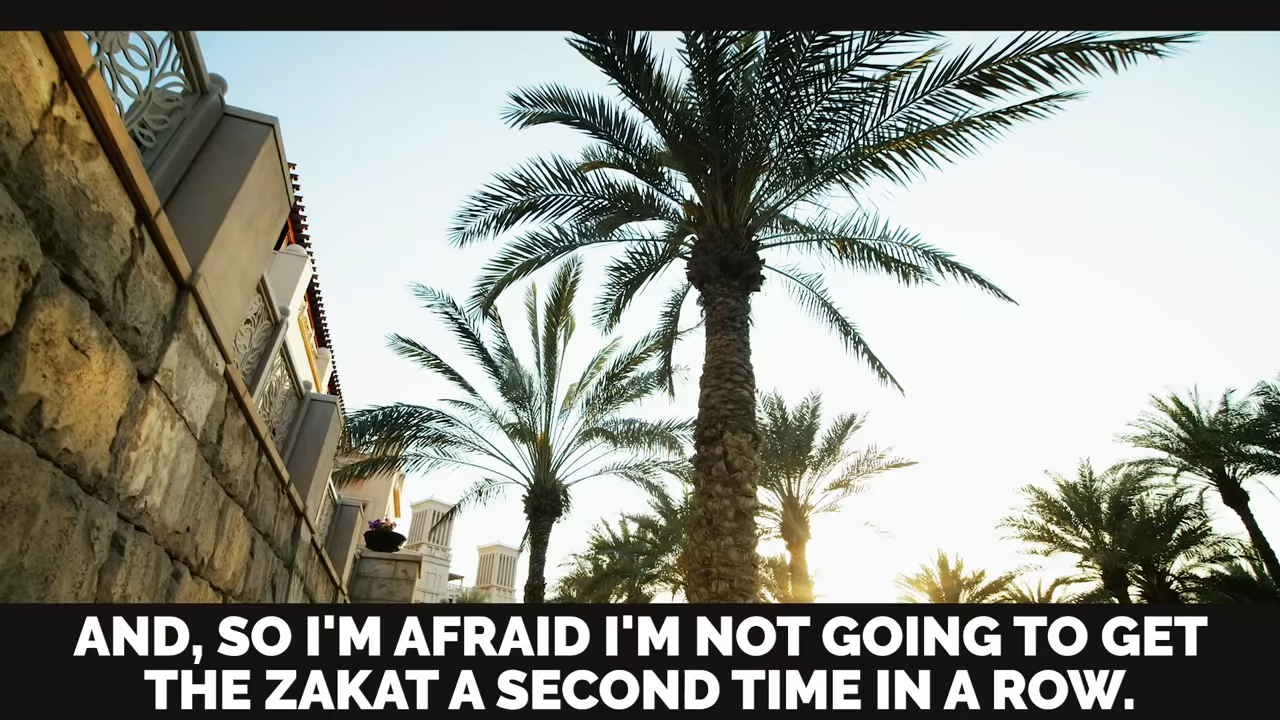 AND, SO I'M AFRAID I'M NOT GOING TO GET
THE ZAKAT A SECOND TIME IN A ROW.